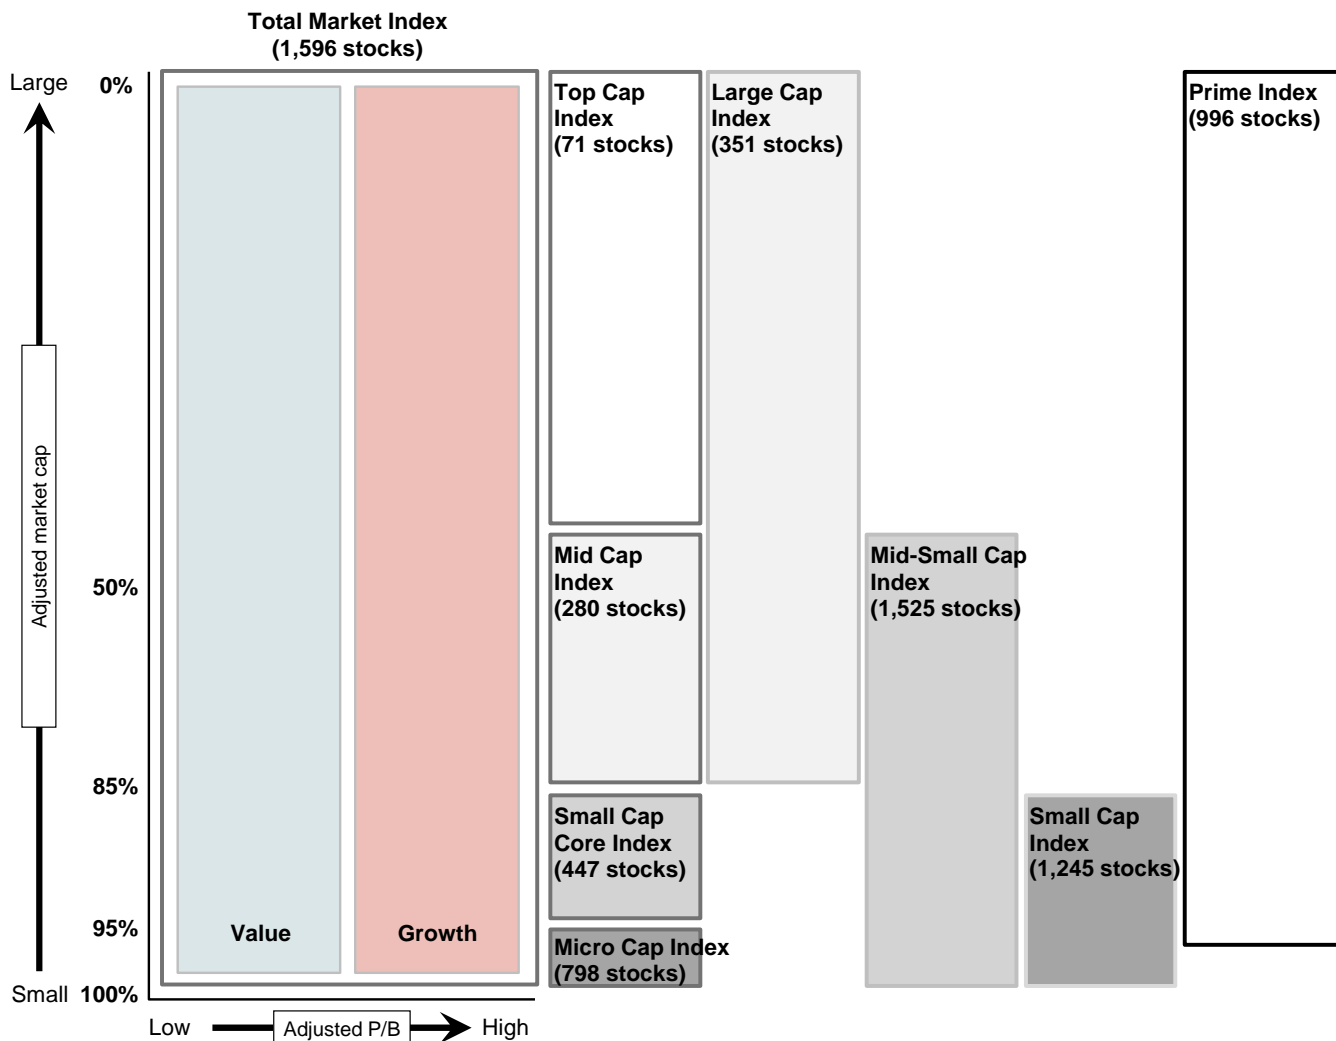 Total Market Index
(1,596 stocks)
Large
0%
Top Cap
Index
(71 stocks)
Large Cap
Index
(351 stocks)
Prime Index
(996 stocks)
Adjusted market cap
50%
Mid Cap
Index
(280 stocks)
Mid-Small Cap
Index
(1,525 stocks)
85%
Small Cap
Core Index
(447 stocks)
Small Cap
Index
(1,245 stocks)
95%
Value
Growth
Micro Cap Index
(798 stocks)
Small
100%
Low
Adjusted P/B
High